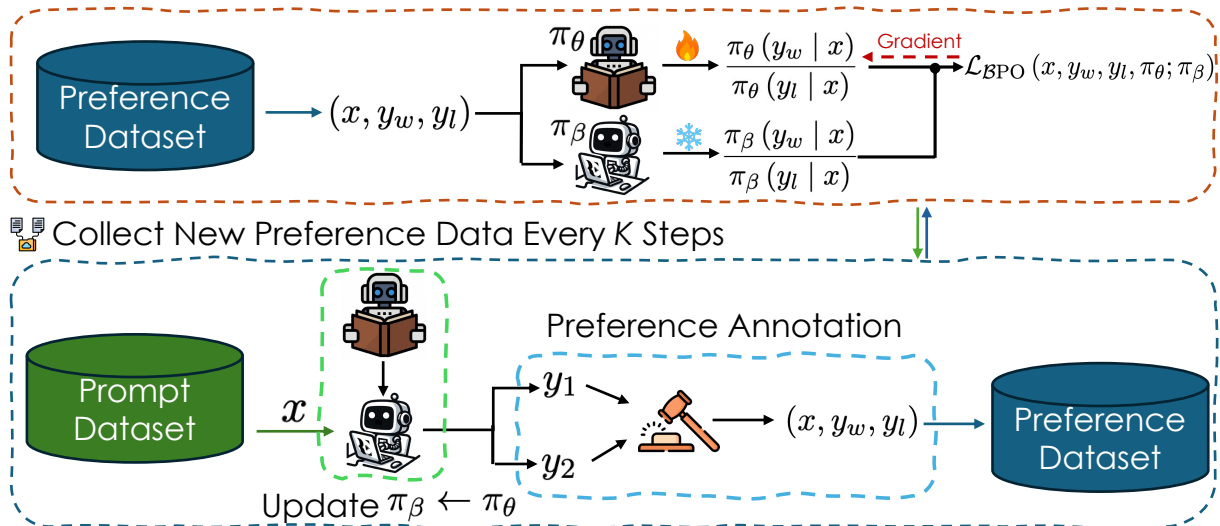 Preference
Dataset
(x, y_w, y_l)
π_θ
π_β
π_θ (y_w | x)
π_θ (y_l | x)
π_β (y_w | x)
π_β (y_l | x)
Gradient
ℒ_ℬPO (x, y_w, y_l, π_θ; π_β)
Collect New Preference Data Every K Steps
Prompt
Dataset
x
Update π_β ← π_θ
Preference Annotation
y_1
y_2
(x, y_w, y_l)
Preference
Dataset